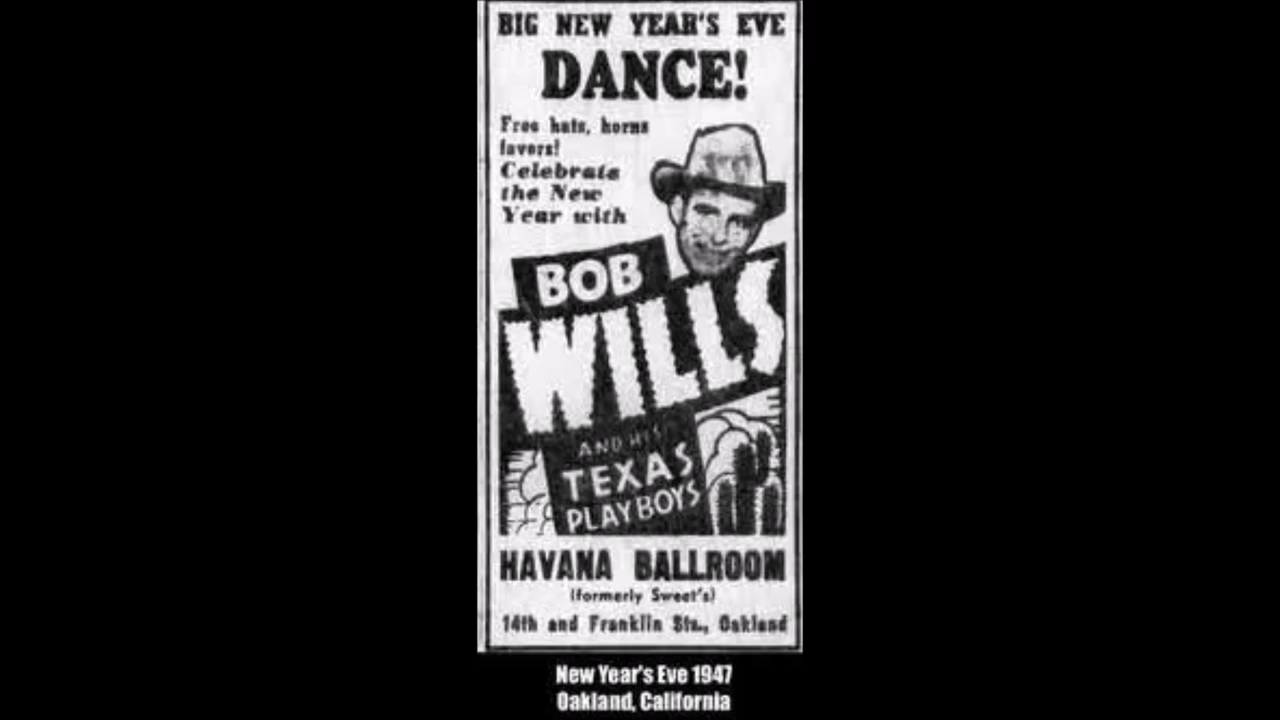 BIG NEW YEAR'S EVE
DANCE!
Free hats, horns
favors!
Celebrate
the New
Year with
BOB
WILLS
AND HIS
TEXAS
PLAYBOYS
HAVANA BALLROOM
(formerly Sweet's)
14th and Franklin Sts., Oakland
New Year's Eve 1947
Oakland, California